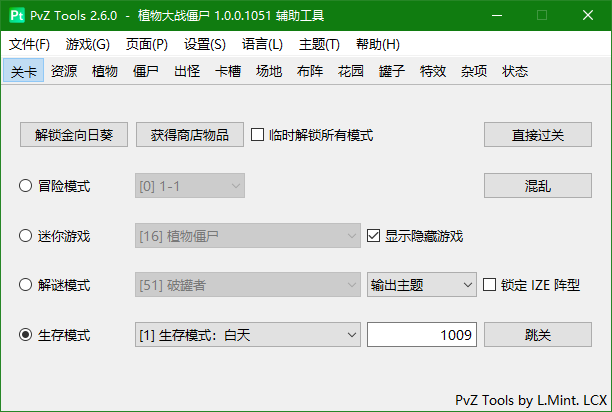 PvZ Tools 2.6.0 - 植物大战僵尸 1.0.0.1051 辅助工具
文件(F) 游戏(G) 页面(P) 设置(S) 语言(L) 主题(T) 帮助(H)
关卡 资源 植物 僵尸 出怪 卡槽 场地 布阵 花园 罐子 特效 杂项 状态
解锁金向日葵 获得商店物品 临时解锁所有模式 直接过关
冒险模式 [0] 1-1 混乱
迷你游戏 [16] 植物僵尸 显示隐藏游戏
解谜模式 [51] 破罐者 输出主题 锁定 IZE 阵型
生存模式 [1] 生存模式：白天 1009 跳关
PvZ Tools by L.Mint. LCX